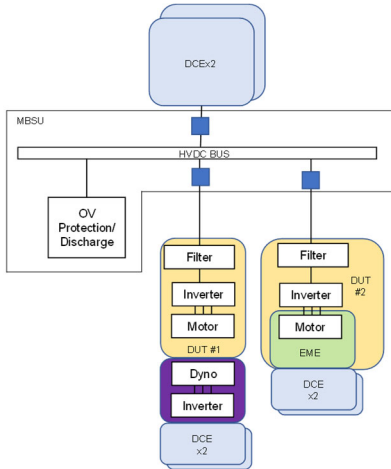 DCEx2
MBSU
HVDC BUS
OV
Protection/
Discharge
Filter
Inverter
Motor
DUT #1
Dyno
Inverter
DCE
x2
Filter
DUT
#2
Inverter
Motor
EME
DCE
x2